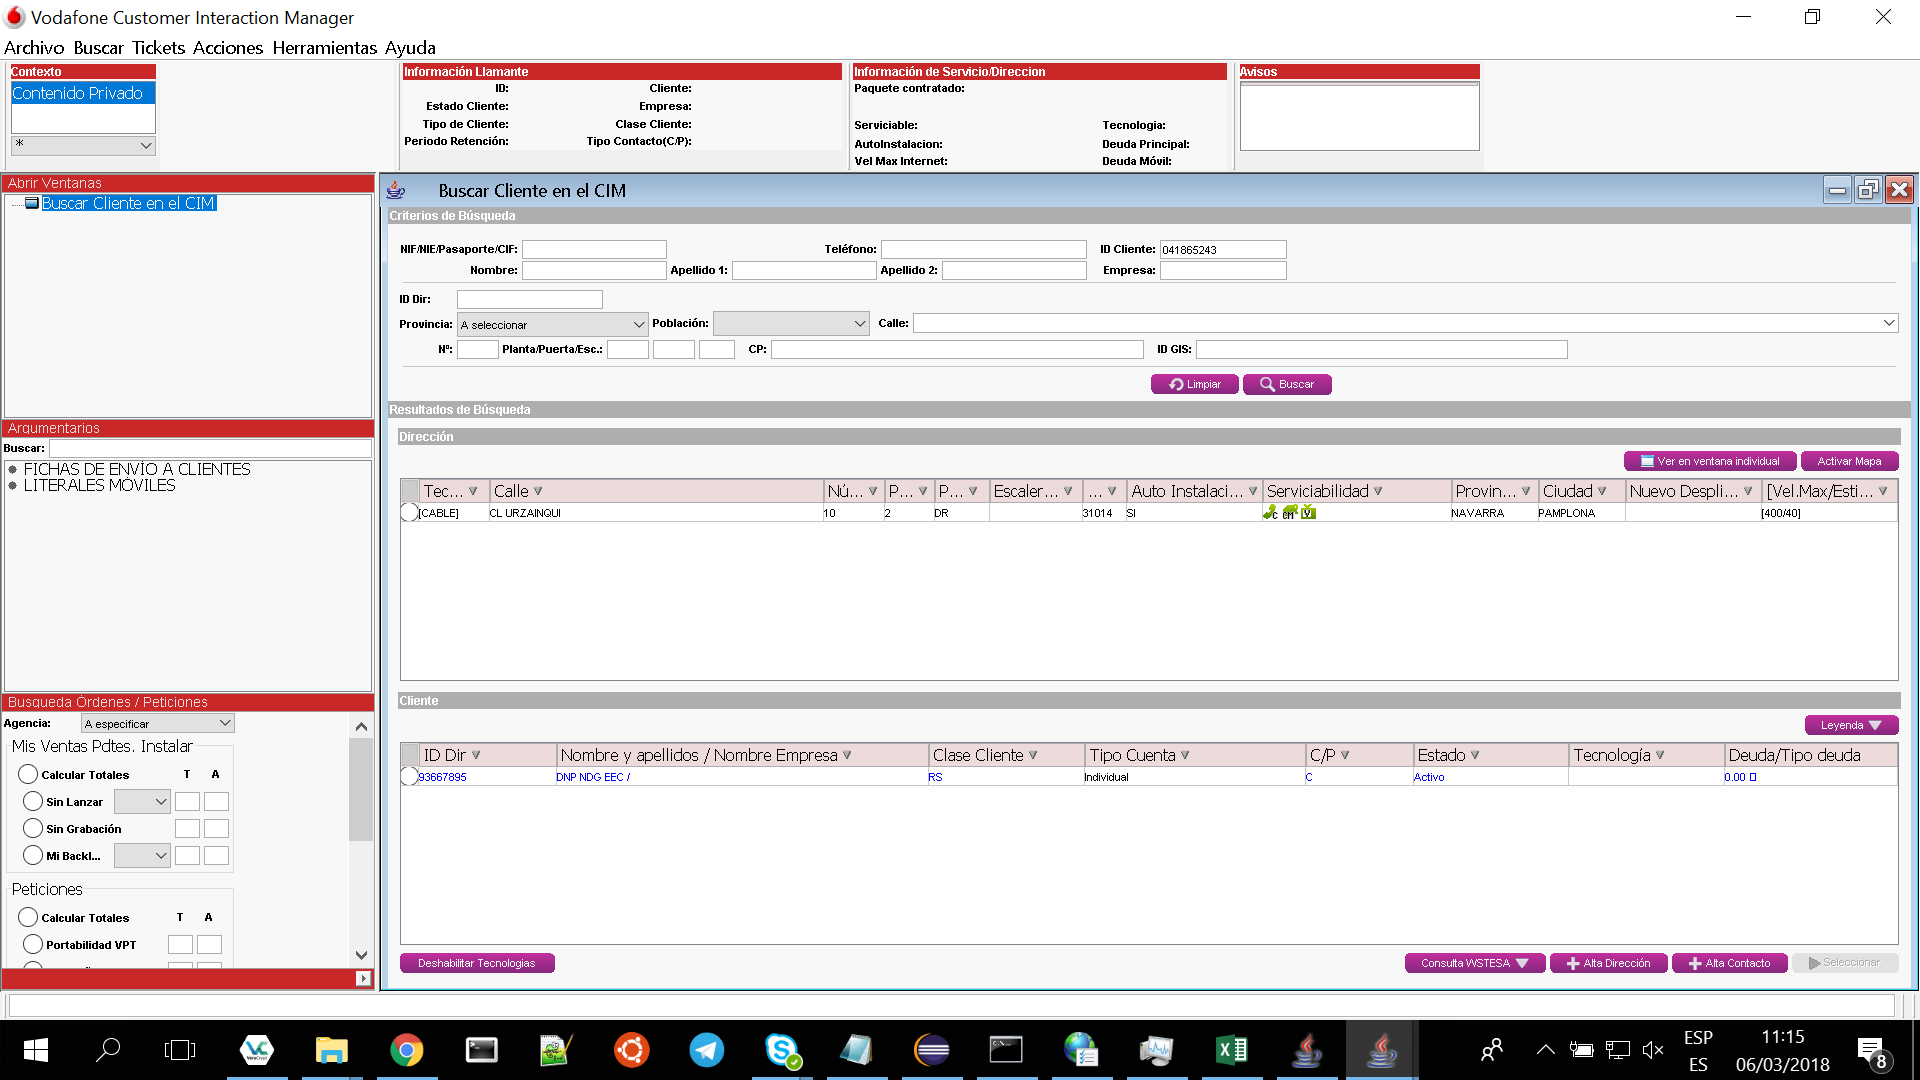 Vodafone Customer Interaction Manager
Archivo Buscar Tickets Acciones Herramientas Ayuda
Contexto
Contenido Privado
*
Información Llamante
ID: Cliente:
Estado Cliente: Empresa:
Tipo de Cliente: Clase Cliente:
Periodo Retención: Tipo Contacto(C/P):
Información de Servicio/Direccion
Paquete contratado:
Serviciable: Tecnologia:
AutoInstalacion: Deuda Principal:
Vel Max Internet: Deuda Móvil:
Avisos
Abrir Ventanas
Buscar Cliente en el CIM
Argumentarios
Buscar:
FICHAS DE ENVÍO A CLIENTES
LITERALES MÓVILES
Busqueda Órdenes / Peticiones
Agencia: A especificar
Mis Ventas Pdtes. Instalar
Calcular Totales T A
Sin Lanzar
Sin Grabación
Mi Backl...
Peticiones
Calcular Totales T A
Portabilidad VPT
Buscar Cliente en el CIM
Criterios de Búsqueda
NIF/NIE/Pasaporte/CIF: Teléfono: ID Cliente: 041865243
Nombre: Apellido 1: Apellido 2: Empresa:
ID Dir:
Provincia: A seleccionar Población: Calle:
Nº: Planta/Puerta/Esc.: CP: ID GIS:
Limpiar Buscar
Resultados de Búsqueda
Dirección
Ver en ventana individual Activar Mapa
Tec... Calle Nú... P... P... Escaler... ... Auto Instalaci... Serviciabilidad Provin... Ciudad Nuevo Despli... [Vel.Max/Esti...
[CABLE] CL URZAINQUI 10 2 DR 31014 SI NAVARRA PAMPLONA [400/40]
Cliente
Leyenda
ID Dir Nombre y apellidos / Nombre Empresa Clase Cliente Tipo Cuenta C/P Estado Tecnología Deuda/Tipo deuda
93667895 DNP NDG EEC / RS Individual C Activo 0.00
Deshabilitar Tecnologias Consulta WSTESA Alta Dirección Alta Contacto Seleccionar
ESP
ES
11:15
06/03/2018
8